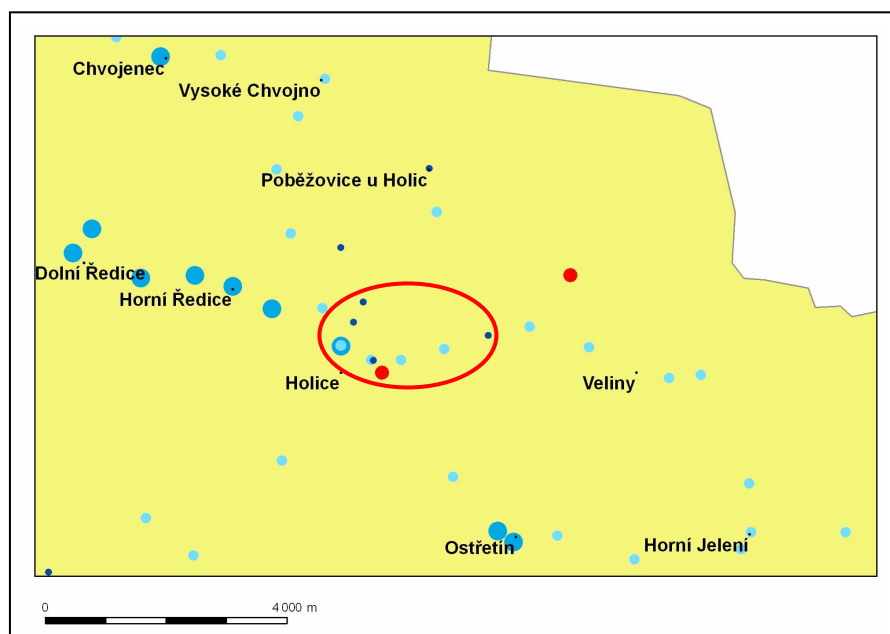 Chvojenec
Vysoké Chvojno
Poběžovice u Holic
Dolní Ředice
Horní Ředice
Holice
Veliny
Ostřetín
Horní Jelení
0 4 000 m